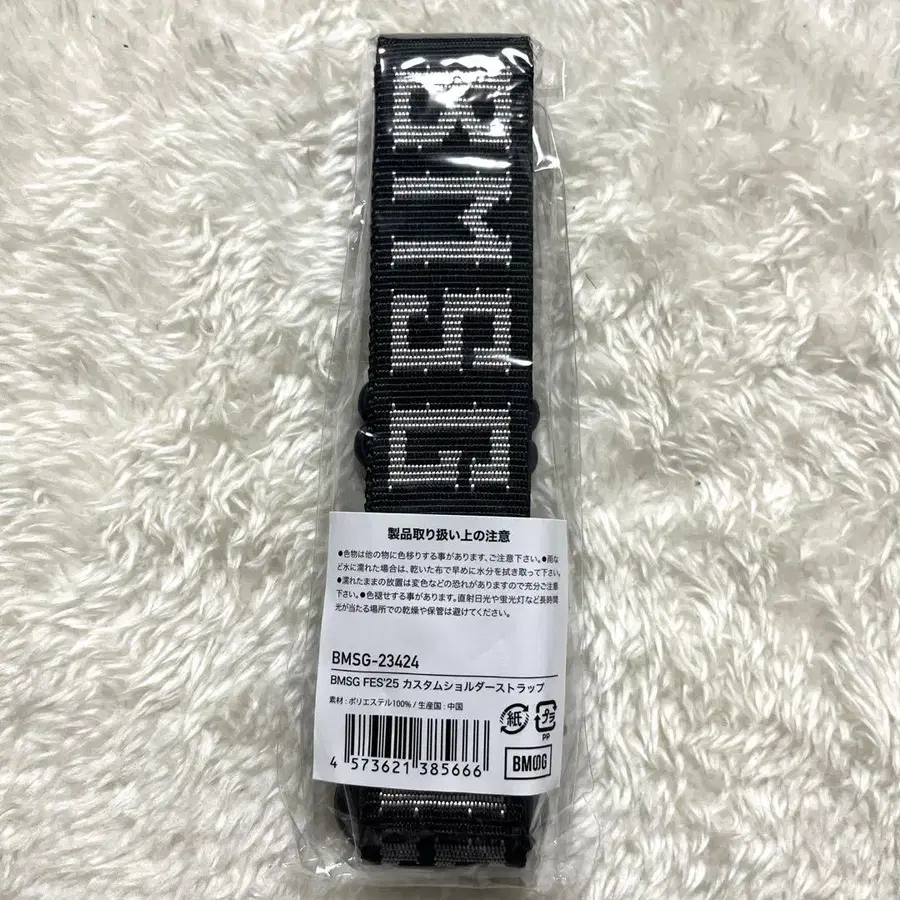 BMSG
製品取り扱い上の注意
●色物は他の物に色移りする事があります、ご注意下さい。●雨な
ど水に濡れた場合は、乾いた布で早めに水分を拭き取って下さい。
●濡れたままの放置は変色などの恐れがありますので充分ご注意
下さい。●色褪せする事があります。直射日光や蛍光灯など長時間
光が当たる場所での乾燥や保管は避けてください。
BMSG-23424
BMSG FES'25 カスタムショルダーストラップ
素材：ポリエステル100% / 生産国：中国
紙
プラ
PP
4 573621 385666
BMSG